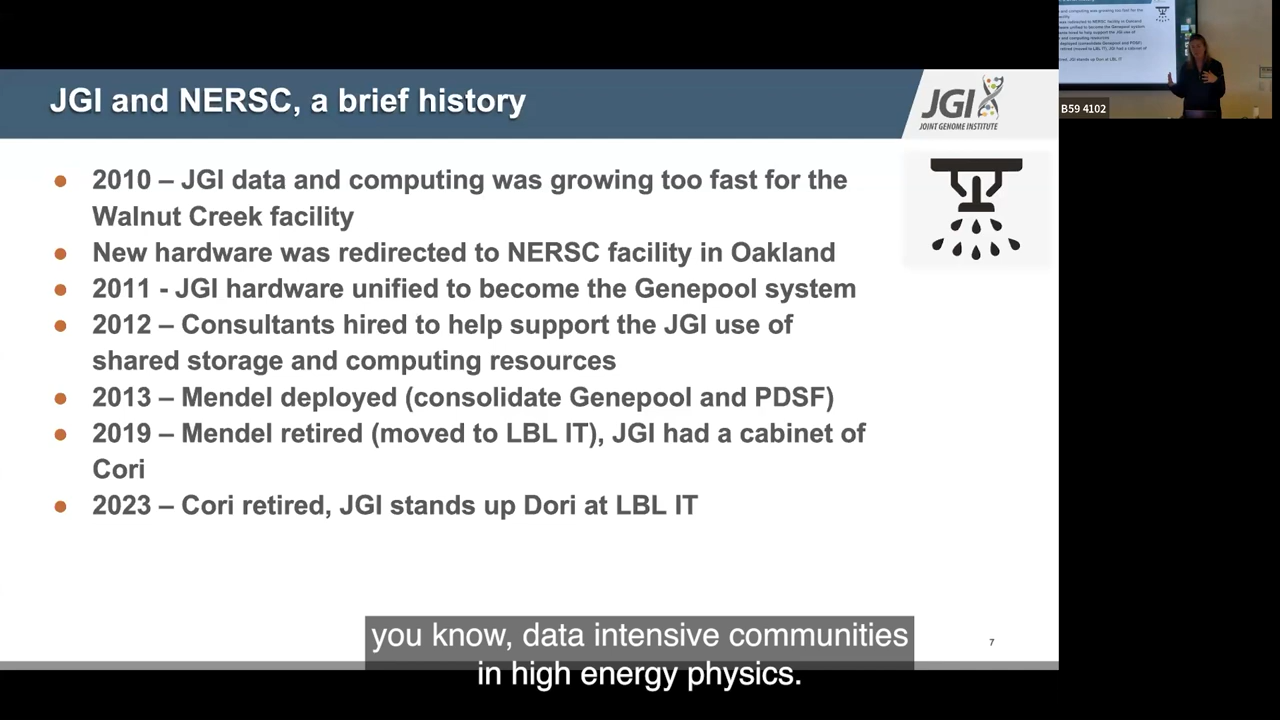 JGI and NERSC, a brief history
JGI
JOINT GENOME INSTITUTE
● 2010 – JGI data and computing was growing too fast for the
Walnut Creek facility
● New hardware was redirected to NERSC facility in Oakland
● 2011 - JGI hardware unified to become the Genepool system
● 2012 – Consultants hired to help support the JGI use of
shared storage and computing resources
● 2013 – Mendel deployed (consolidate Genepool and PDSF)
● 2019 – Mendel retired (moved to LBL IT), JGI had a cabinet of
Cori
● 2023 – Cori retired, JGI stands up Dori at LBL IT
you know, data intensive communities
in high energy physics.
7
B59 4102